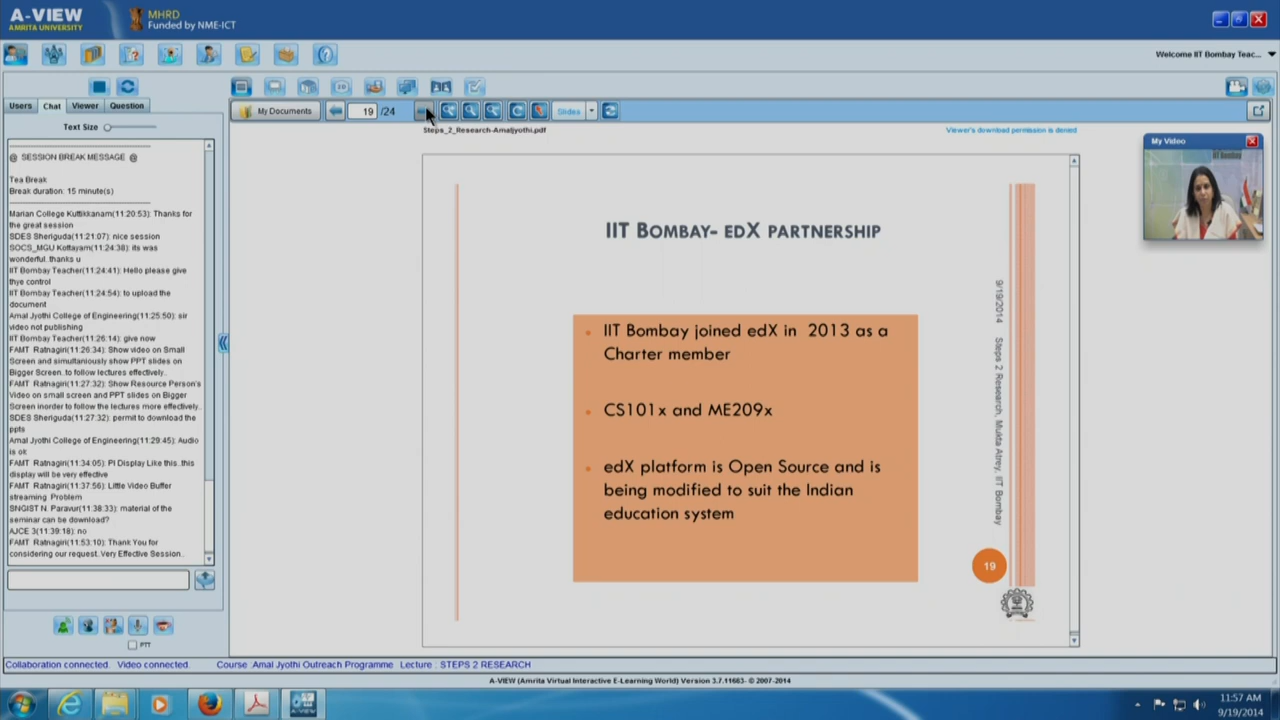 A-VIEW
AMRITA UNIVERSITY
MHRD
Funded by NME-ICT
Welcome IIT Bombay Teac...
Users Chat Viewer Question
Text Size
My Documents
19 /24
Slides
Steps_2_Research-Amaljyothi.pdf
Viewer's download permission is denied
My Video
@ SESSION BREAK MESSAGE @
Tea Break
Break duration: 15 minute(s)
Marian College Kuttikkanam(11:20:53): Thanks for
the great session
SDES Sheriguda(11:21:07): nice session
SOCS_MGU Kottayam(11:24:38): its was
wonderful..thanks u
IIT Bombay Teacher(11:24:41): Hello please give
thye control
IIT Bombay Teacher(11:24:54): to upload the
document
Amal Jyothi College of Engineering(11:25:50): sir
video not publishing
IIT Bombay Teacher(11:26:14): give now
FAMT Ratnagiri(11:26:34): Show video on Small
Screen and simultaneously show PPT slides on
Bigger Screen..to follow lectures effectively..
FAMT Ratnagiri(11:27:32): Show Resource Person's
Video on small screen and PPT slides on Bigger
Screen inorder to follow the lectures more effectively..
SDES Sheriguda(11:27:32): permit to download the
ppts
Amal Jyothi College of Engineering(11:29:45): Audio
is ok
FAMT Ratnagiri(11:34:05): Pl Display Like this..this
display will be very effective
FAMT Ratnagiri(11:37:56): Little Video Buffer
streaming Problem
SNGIST N. Paravur(11:38:33): material of the
seminar can be download?
AJCE 3(11:39:18): no
FAMT Ratnagiri(11:53:10): Thank You for
considering our request..Very Effective Session..
PTT
IIT BOMBAY- EDX PARTNERSHIP
IIT Bombay joined edX in 2013 as a
Charter member
CS101x and ME209x
edX platform is Open Source and is
being modified to suit the Indian
education system
9/19/2014 Steps 2 Research, Mukta Atrey, IIT Bombay
19
Collaboration connected Video connected Course : Amal Jyothi Outreach Programme Lecture : STEPS 2 RESEARCH
A-VIEW (Amrita Virtual Interactive E-Learning World) Version 3.7.11663- © 2007-2014
11:57 AM
9/19/2014